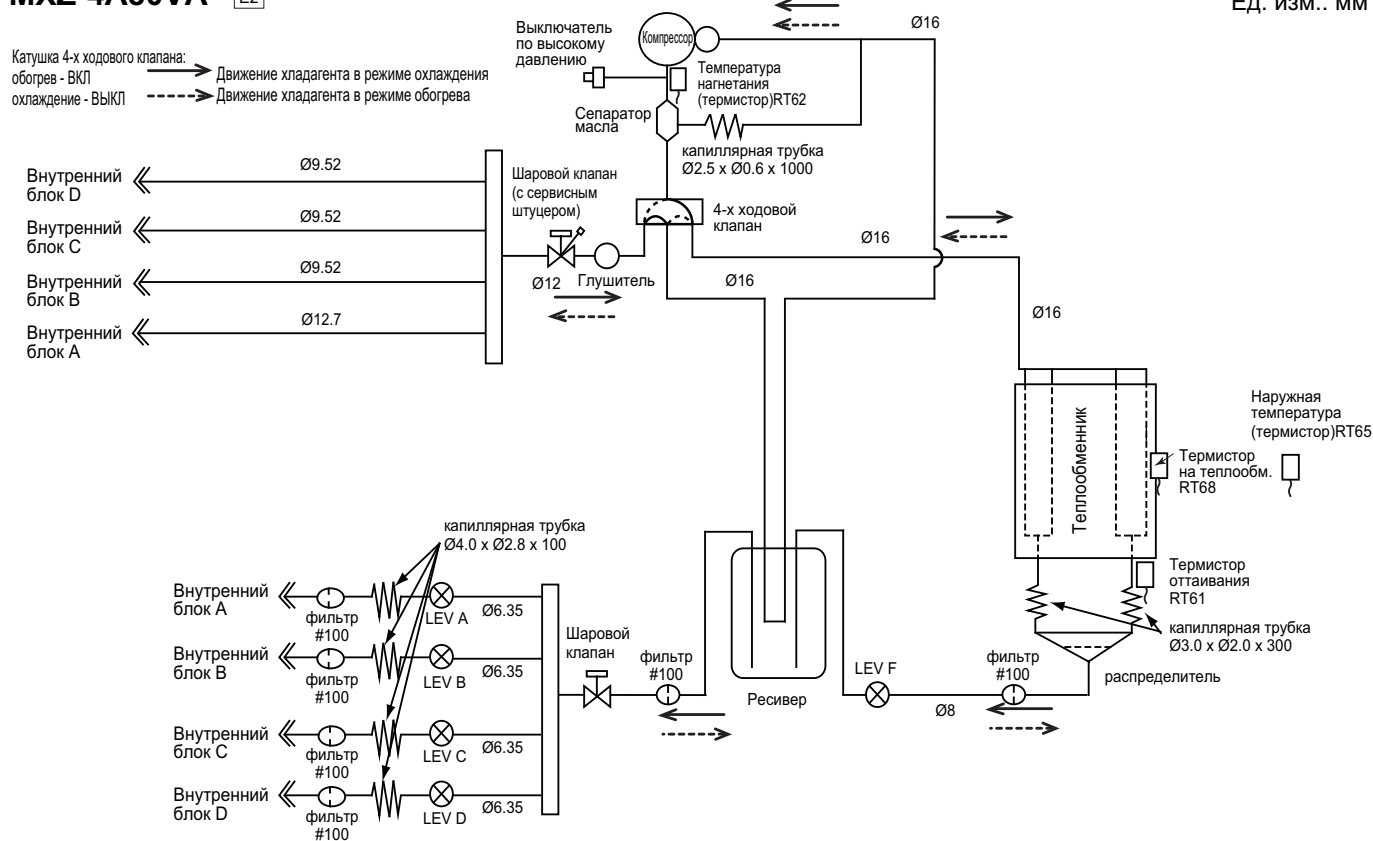 Ед. изм.: мм
Катушка 4-х ходового клапана:
обогрев - ВКЛ
охлаждение - ВЫКЛ
Движение хладагента в режиме охлаждения
Движение хладагента в режиме обогрева
Выключатель
по высокому
давлению
Компрессор
Ø16
Температура
нагнетания
(термистор)RT62
Сепаратор
масла
капиллярная трубка
Ø2.5 x Ø0.6 x 1000
Внутренний
блок D
Ø9.52
Внутренний
блок C
Ø9.52
Внутренний
блок B
Ø9.52
Внутренний
блок A
Ø12.7
Шаровой клапан
(с сервисным
штуцером)
4-х ходовой
клапан
Ø12
Глушитель
Ø16
Ø16
Ø16
Теплообменник
Наружная
температура
(термистор)RT65
Термистор
на теплообм.
RT68
Термистор
оттаивания
RT61
капиллярная трубка
Ø3.0 x Ø2.0 x 300
распределитель
капиллярная трубка
Ø4.0 x Ø2.8 x 100
Внутренний
блок A
фильтр
#100
LEV A
Ø6.35
Внутренний
блок B
фильтр
#100
LEV B
Ø6.35
Внутренний
блок C
фильтр
#100
LEV C
Ø6.35
Внутренний
блок D
фильтр
#100
LEV D
Ø6.35
Шаровой
клапан
фильтр
#100
Ресивер
LEV F
Ø8
фильтр
#100